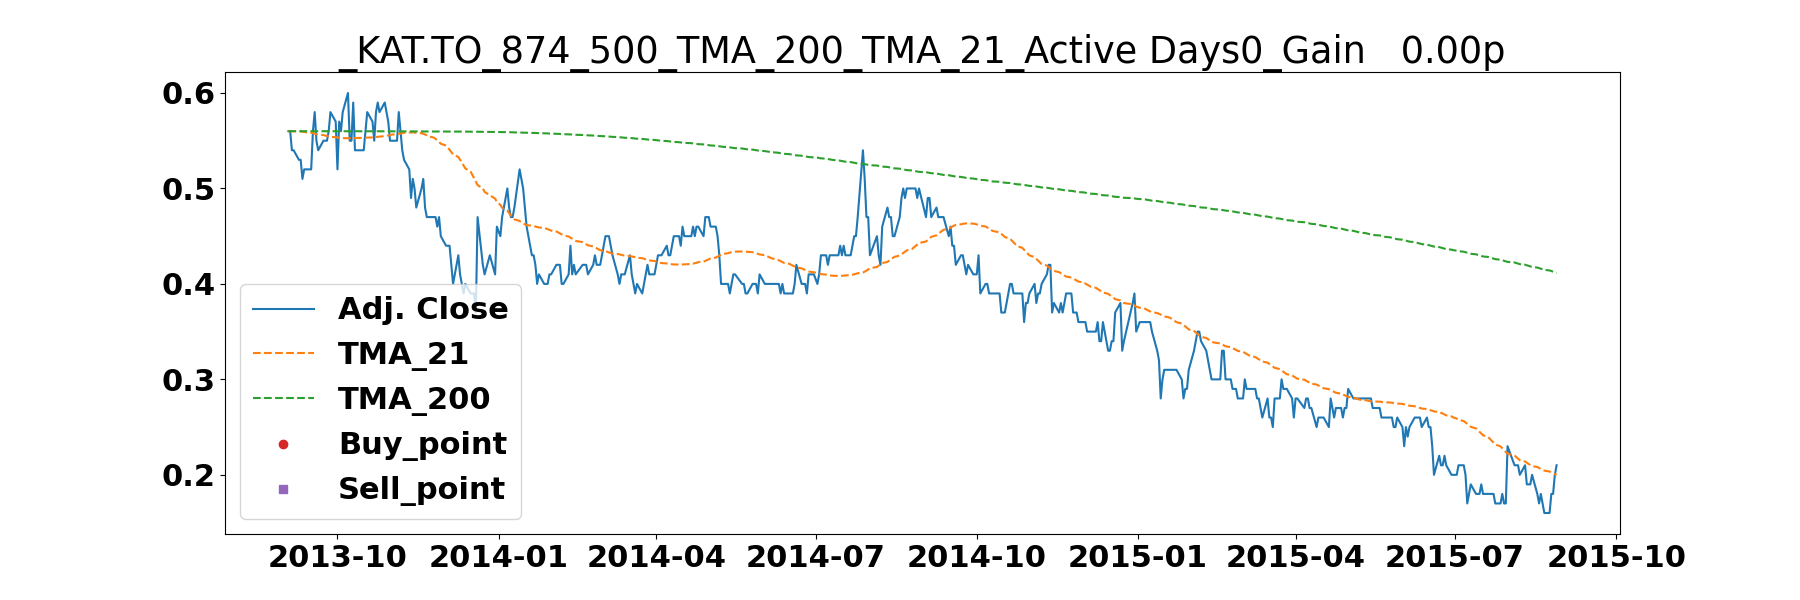 _KAT.TO_874_500_TMA_200_TMA_21_Active Days0_Gain   0.00p
0.6
0.5
0.4
0.3
0.2
Adj. Close
TMA_21
TMA_200
Buy_point
Sell_point
2013-10 2014-01 2014-04 2014-07 2014-10 2015-01 2015-04 2015-07 2015-10